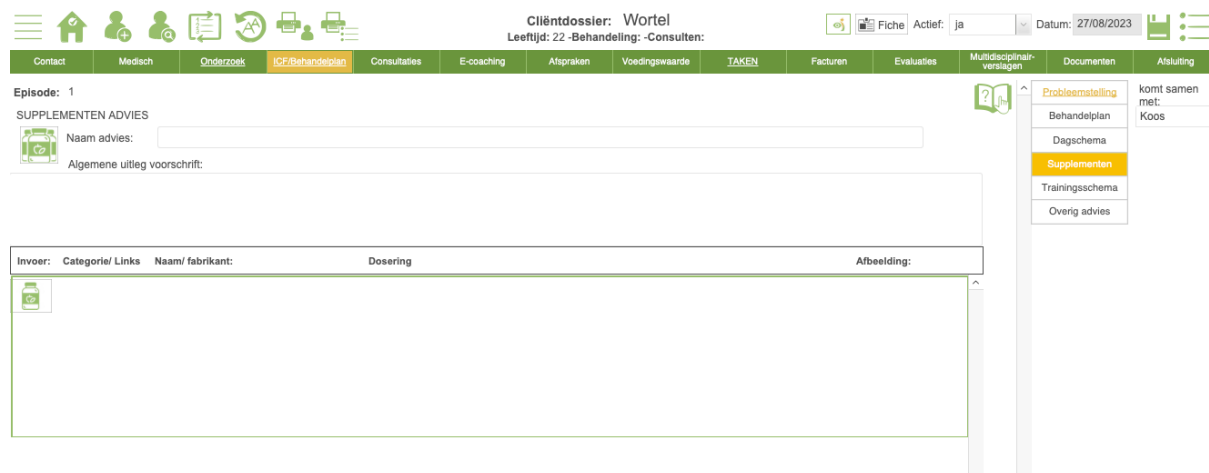 Cliëntdossier: Wortel
Leeftijd: 22 -Behandeling: -Consulten:
Fiche Actief: ja Datum: 27/08/2023
Contact Medisch Onderzoek ICF/Behandelplan Consultaties E-coaching Afspraken Voedingswaarde TAKEN Facturen Evaluaties Multidisciplinair-
verslagen Documenten Afsluiting
Episode: 1
SUPPLEMENTEN ADVIES
Naam advies:
Algemene uitleg voorschrift:
Probleemstelling
Behandelplan
Dagschema
Supplementen
Trainingsschema
Overig advies
komt samen
met:
Koos
Invoer: Categorie/ Links Naam/ fabrikant: Dosering Afbeelding: